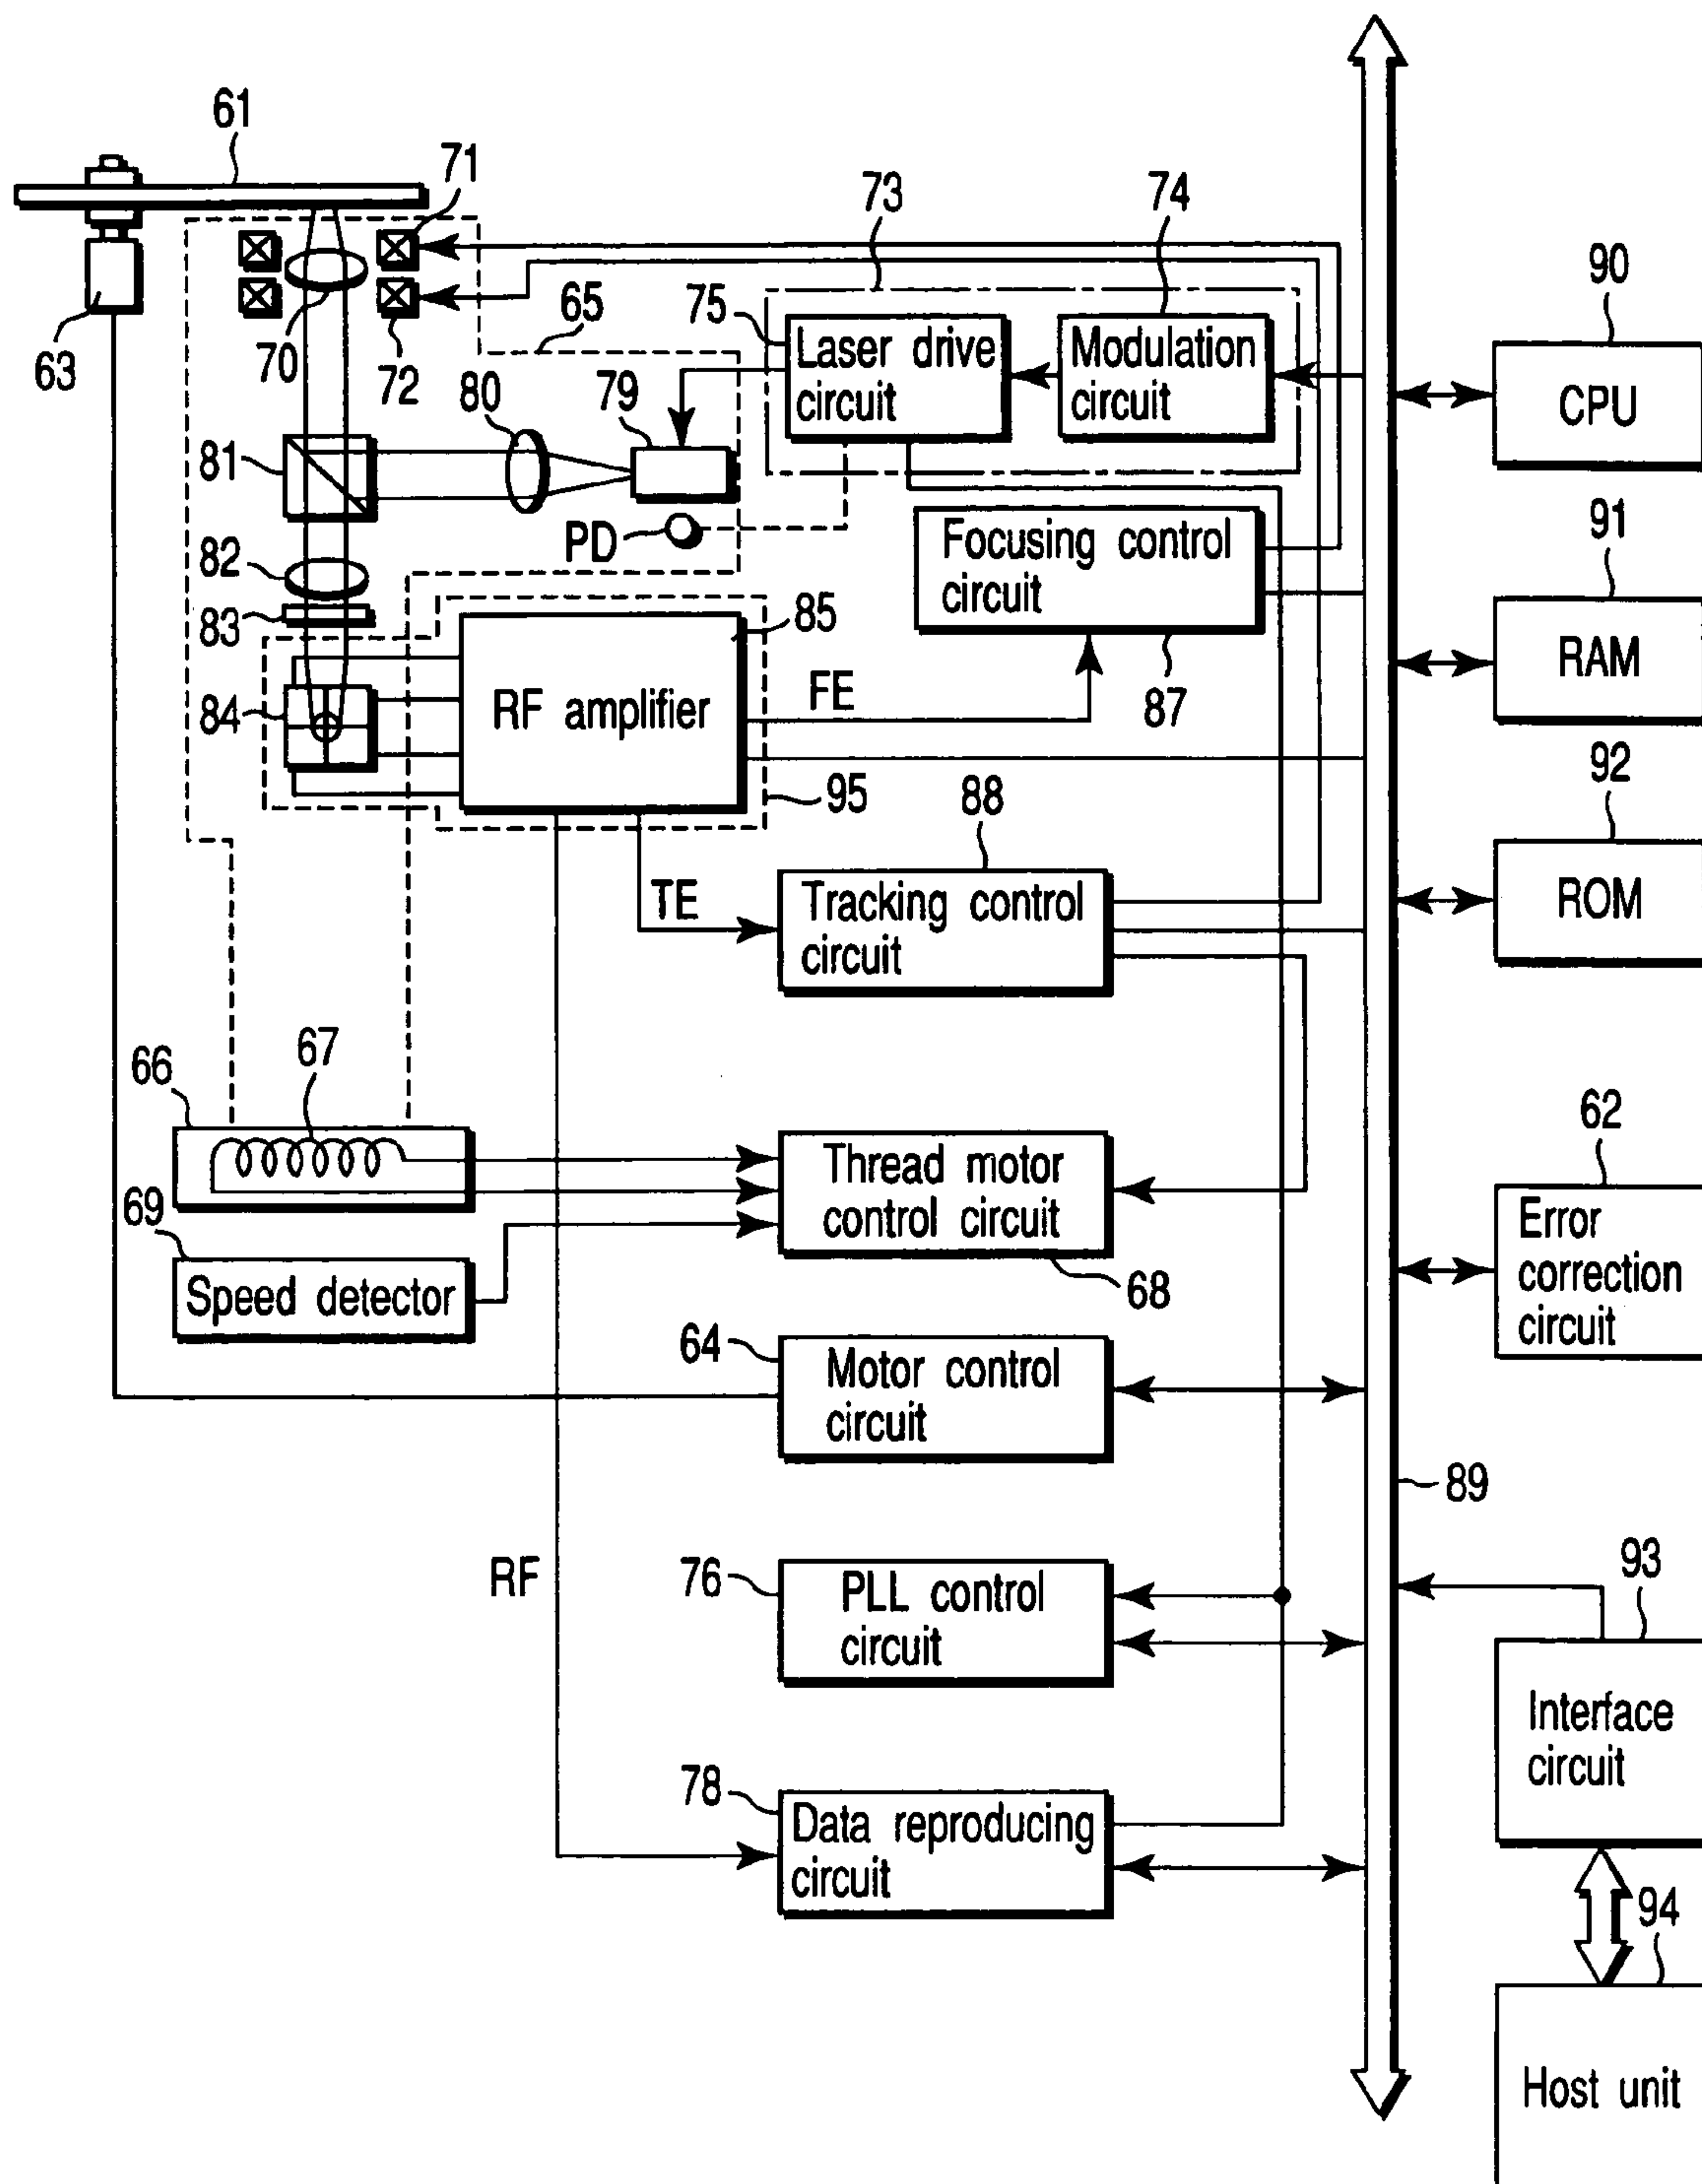 61
71
73
74
90
65
75
Laser drive
circuit
Modulation
circuit
63
70
72
80
79
CPU
81
PD
91
82
83
85
Focusing control
circuit
87
RAM
84
RF amplifier
FE
95
88
92
TE
Tracking control
circuit
ROM
66
67
62
69
Thread motor
control circuit
68
Speed detector
Error
correction
circuit
64
Motor control
circuit
89
RF
76
PLL control
circuit
93
Interface
circuit
78
Data reproducing
circuit
94
Host unit